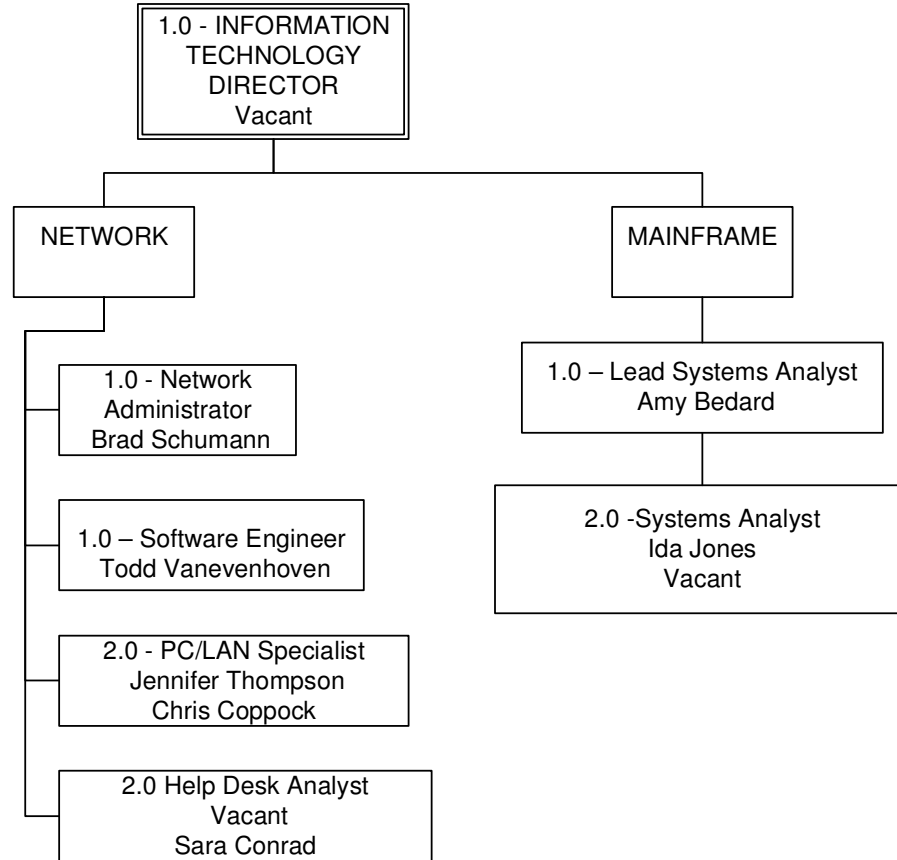 1.0 - INFORMATION
TECHNOLOGY
DIRECTOR
Vacant
NETWORK
MAINFRAME
1.0 - Network
Administrator
Brad Schumann
1.0 – Software Engineer
Todd Vanevenhoven
2.0 - PC/LAN Specialist
Jennifer Thompson
Chris Coppock
2.0 Help Desk Analyst
Vacant
Sara Conrad
1.0 – Lead Systems Analyst
Amy Bedard
2.0 -Systems Analyst
Ida Jones
Vacant